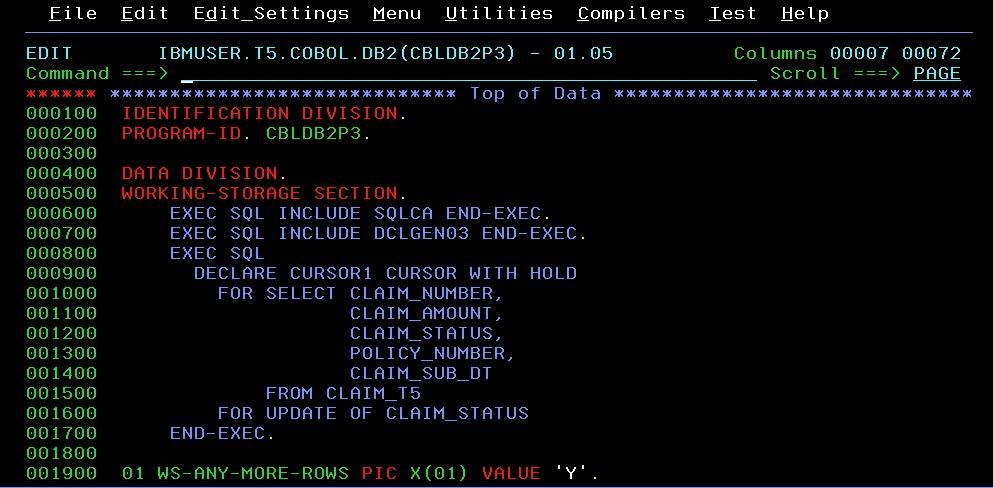 File  Edit  Edit_Settings  Menu  Utilities  Compilers  Test  Help
EDIT       IBMUSER.T5.COBOL.DB2(CBLDB2P3) - 01.05          Columns 00007 00072
Command ===>                                                  Scroll ===> PAGE
****** ***************************** Top of Data ******************************
000100  IDENTIFICATION DIVISION.
000200  PROGRAM-ID. CBLDB2P3.
000300
000400  DATA DIVISION.
000500  WORKING-STORAGE SECTION.
000600      EXEC SQL INCLUDE SQLCA END-EXEC.
000700      EXEC SQL INCLUDE DCLGEN03 END-EXEC.
000800      EXEC SQL
000900        DECLARE CURSOR1 CURSOR WITH HOLD
001000          FOR SELECT CLAIM_NUMBER,
001100                     CLAIM_AMOUNT,
001200                     CLAIM_STATUS,
001300                     POLICY_NUMBER,
001400                     CLAIM_SUB_DT
001500              FROM CLAIM_T5
001600          FOR UPDATE OF CLAIM_STATUS
001700      END-EXEC.
001800
001900  01 WS-ANY-MORE-ROWS PIC X(01) VALUE 'Y'.